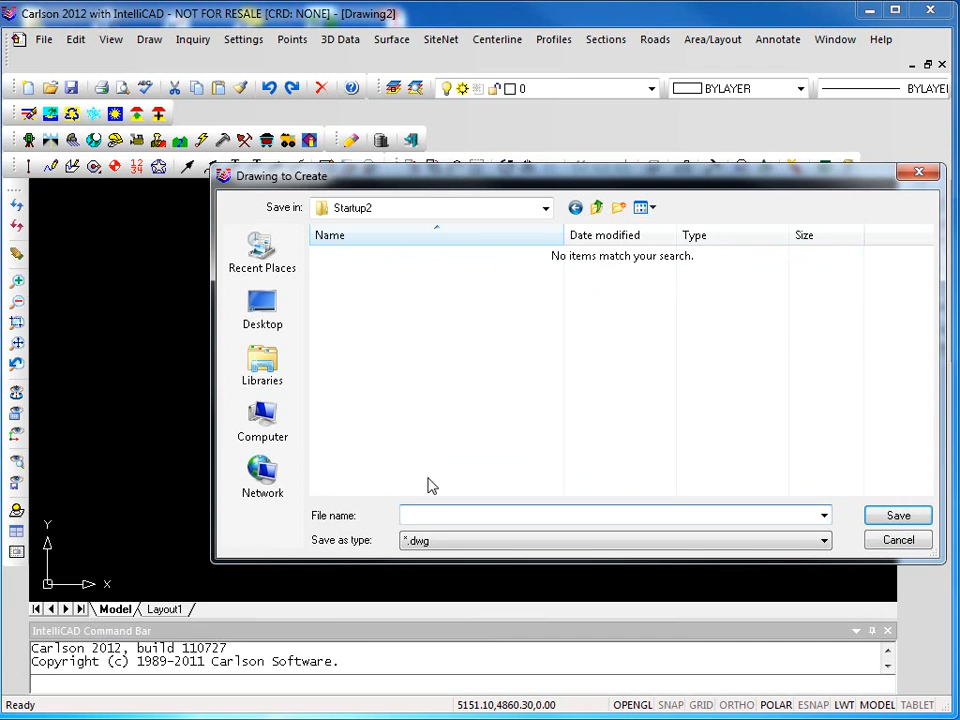 Carlson 2012 with IntelliCAD - NOT FOR RESALE [CRD: NONE] - [Drawing2]
File Edit View Draw Inquiry Settings Points 3D Data Surface SiteNet Centerline Profiles Sections Roads Area/Layout Annotate Window Help
0 BYLAYER BYLAYE
Drawing to Create
Save in: Startup2
Name Date modified Type Size
No items match your search.
Recent Places
Desktop
Libraries
Computer
Network
File name: Save
Save as type: *.dwg Cancel
Y
X
Model Layout1
IntelliCAD Command Bar
Carlson 2012, build 110727
Copyright (c) 1989-2011 Carlson Software.
Ready 5151.10,4860.30,0.00 OPENGL SNAP GRID ORTHO POLAR ESNAP LWT MODEL TABLET